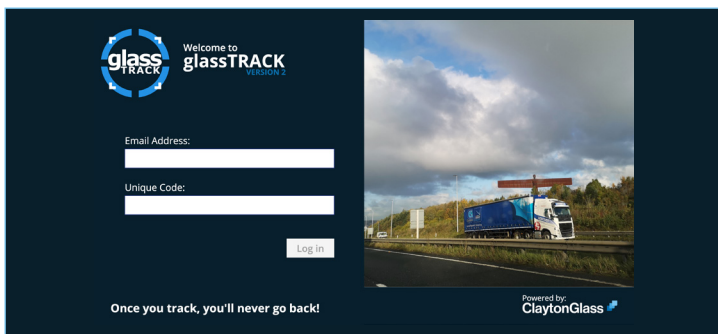 glass
TRACK
Welcome to
glassTRACK
VERSION 2
Email Address:
Unique Code:
Log in
Once you track, you'll never go back!
Powered by:
ClaytonGlass